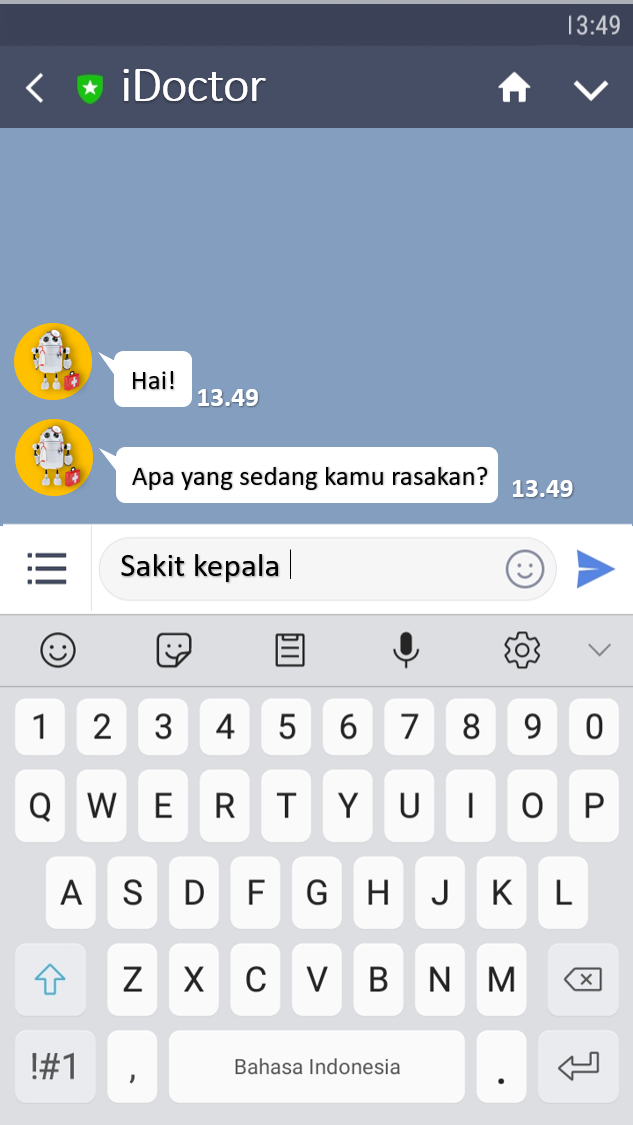 13:49
iDoctor
Hai!
13.49
Apa yang sedang kamu rasakan?
13.49
Sakit kepala
1 2 3 4 5 6 7 8 9 0
Q W E R T Y U I O P
A S D F G H J K L
Z X C V B N M
!#1 , Bahasa Indonesia .